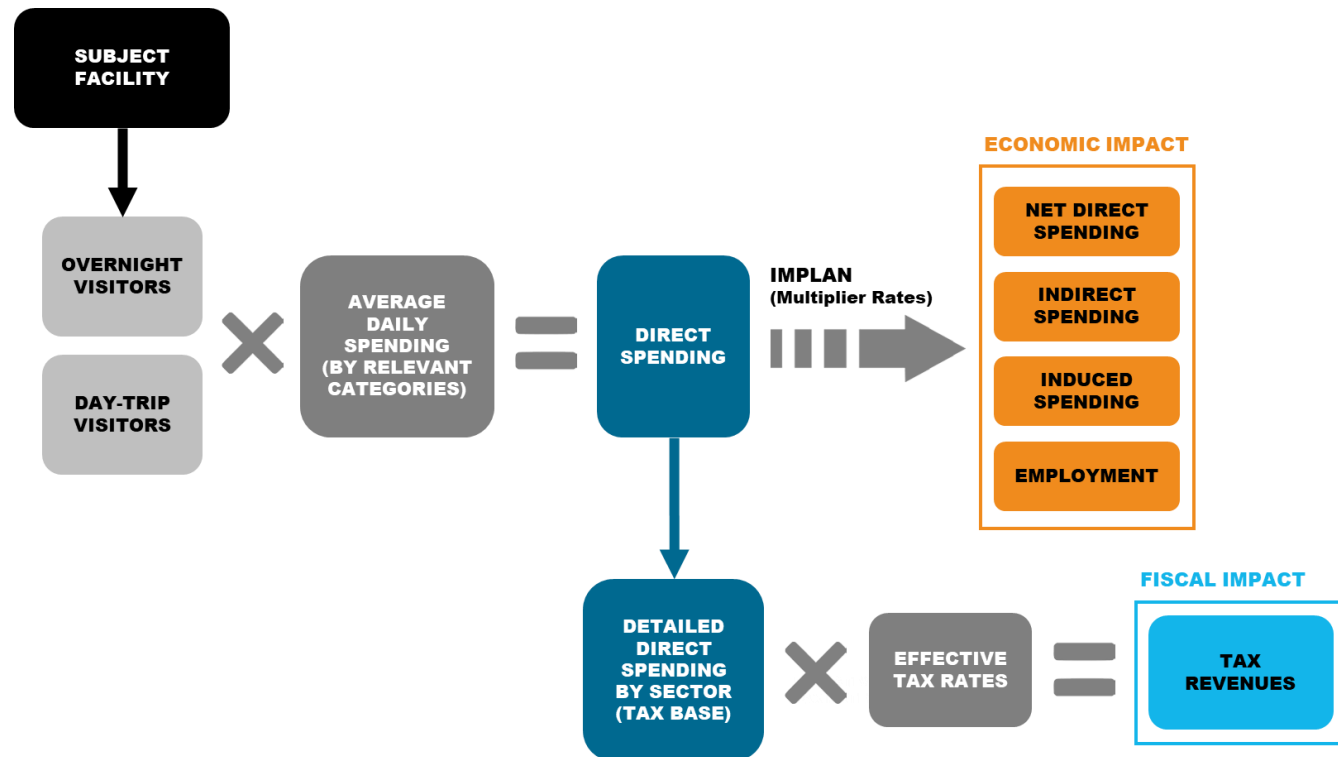 SUBJECT
FACILITY
OVERNIGHT
VISITORS
DAY-TRIP
VISITORS
AVERAGE
DAILY
SPENDING
(BY RELEVANT
CATEGORIES)
DIRECT
SPENDING
IMPLAN
(Multiplier Rates)
ECONOMIC IMPACT
NET DIRECT
SPENDING
INDIRECT
SPENDING
INDUCED
SPENDING
EMPLOYMENT
DETAILED
DIRECT
SPENDING
BY SECTOR
(TAX BASE)
EFFECTIVE
TAX RATES
FISCAL IMPACT
TAX
REVENUES